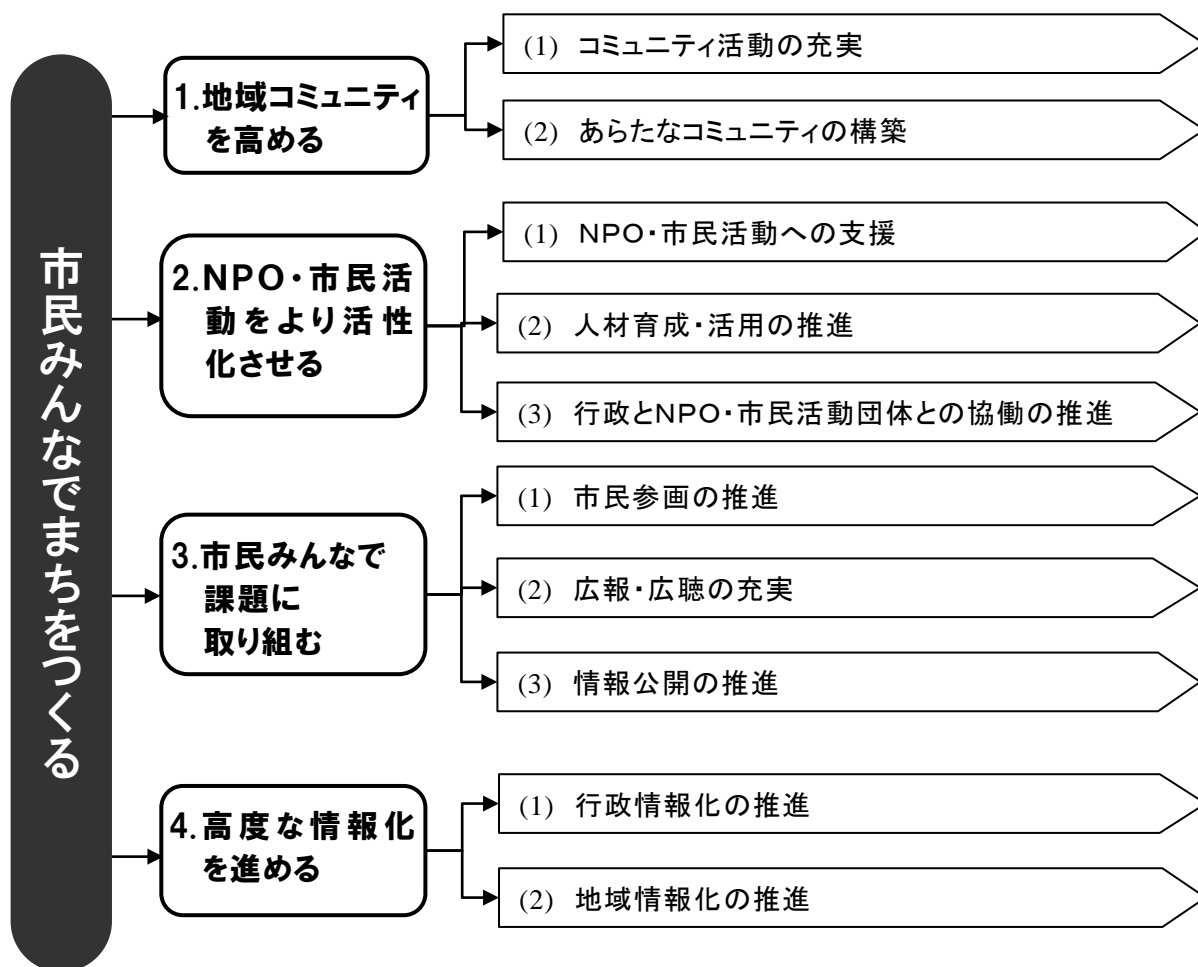 市民みんなでまちをつくる
1.地域コミュニティ
を高める
(1) コミュニティ活動の充実
(2) あらたなコミュニティの構築
2.NPO・市民活
動をより活性
化させる
(1) NPO・市民活動への支援
(2) 人材育成・活用の推進
(3) 行政とNPO・市民活動団体との協働の推進
3.市民みんなで
課題に
取り組む
(1) 市民参画の推進
(2) 広報・広聴の充実
(3) 情報公開の推進
4.高度な情報化
を進める
(1) 行政情報化の推進
(2) 地域情報化の推進